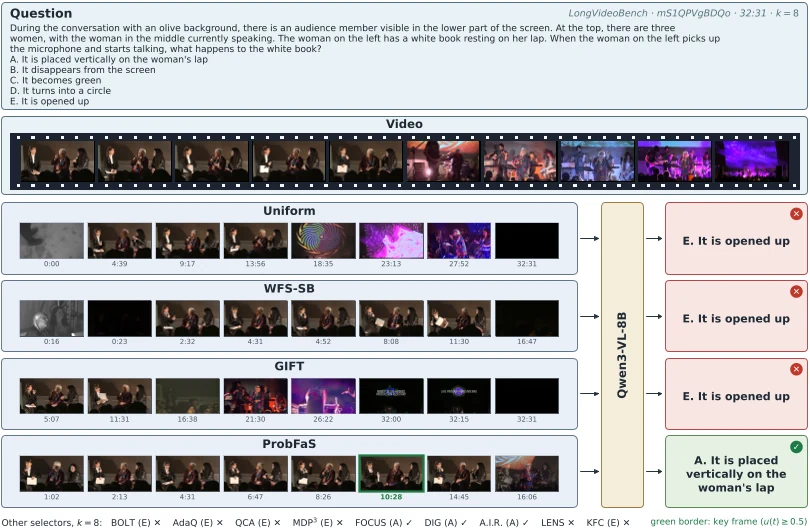 Question
LongVideoBench · mS1QPVgBDQo · 32:31 · k = 8
During the conversation with an olive background, there is an audience member visible in the lower part of the screen. At the top, there are three
women, with the woman in the middle currently speaking. The woman on the left has a white book resting on her lap. When the woman on the left picks up
the microphone and starts talking, what happens to the white book?
A. It is placed vertically on the woman's lap
B. It disappears from the screen
C. It becomes green
D. It turns into a circle
E. It is opened up
Video
Uniform
0:00 4:39 9:17 13:56 18:35 23:13 27:52 32:31
E. It is opened up
WFS-SB
0:16 0:23 2:32 4:31 4:52 8:08 11:30 16:47
E. It is opened up
Qwen3-VL-8B
GIFT
5:07 11:31 16:38 21:30 26:22 32:00 32:15 32:31
E. It is opened up
ProbFaS
1:02 2:13 4:31 6:47 8:26 10:28 14:45 16:06
A. It is placed
vertically on the
woman's lap
Other selectors, k = 8: BOLT (E) ✕ AdaQ (E) ✕ QCA (E) ✕ MDP³ (E) ✕ FOCUS (A) ✓ DIG (A) ✓ A.I.R. (A) ✓ LENS ✕ KFC (E) ✕
green border: key frame (u(t) ≥ 0.5)